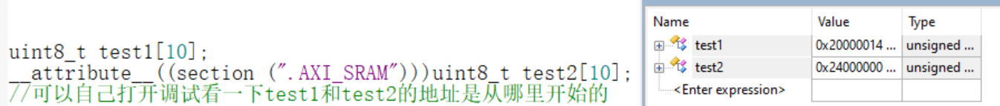 uint8_t test1[10];
__attribute__((section (".AXI_SRAM")))uint8_t test2[10];
//可以自己打开调试看一下test1和test2的地址是从哪里开始的
Name Value Type
test1 0x20000014 ... unsigned ...
test2 0x24000000 ... unsigned ...
<Enter expression>